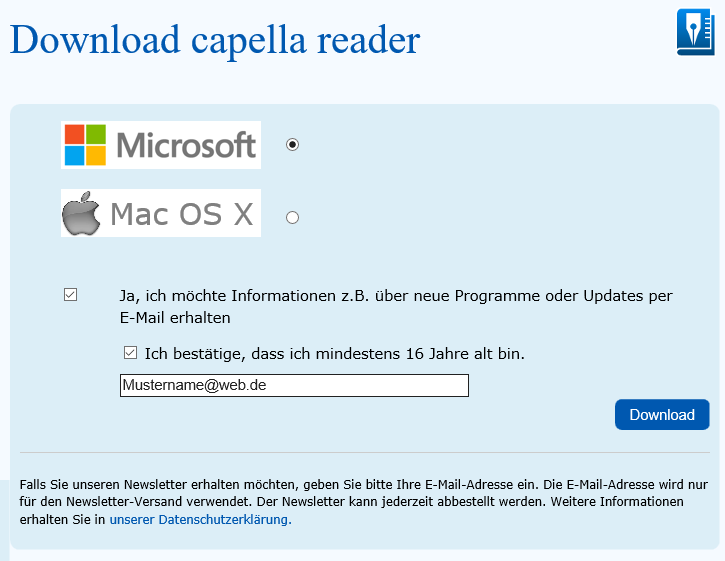 Download capella reader
Microsoft
Mac OS X
Ja, ich möchte Informationen z.B. über neue Programme oder Updates per
E-Mail erhalten
Ich bestätige, dass ich mindestens 16 Jahre alt bin.
Mustername@web.de
Download
Falls Sie unseren Newsletter erhalten möchten, geben Sie bitte Ihre E-Mail-Adresse ein. Die E-Mail-Adresse wird nur
für den Newsletter-Versand verwendet. Der Newsletter kann jederzeit abbestellt werden. Weitere Informationen
erhalten Sie in unserer Datenschutzerklärung.